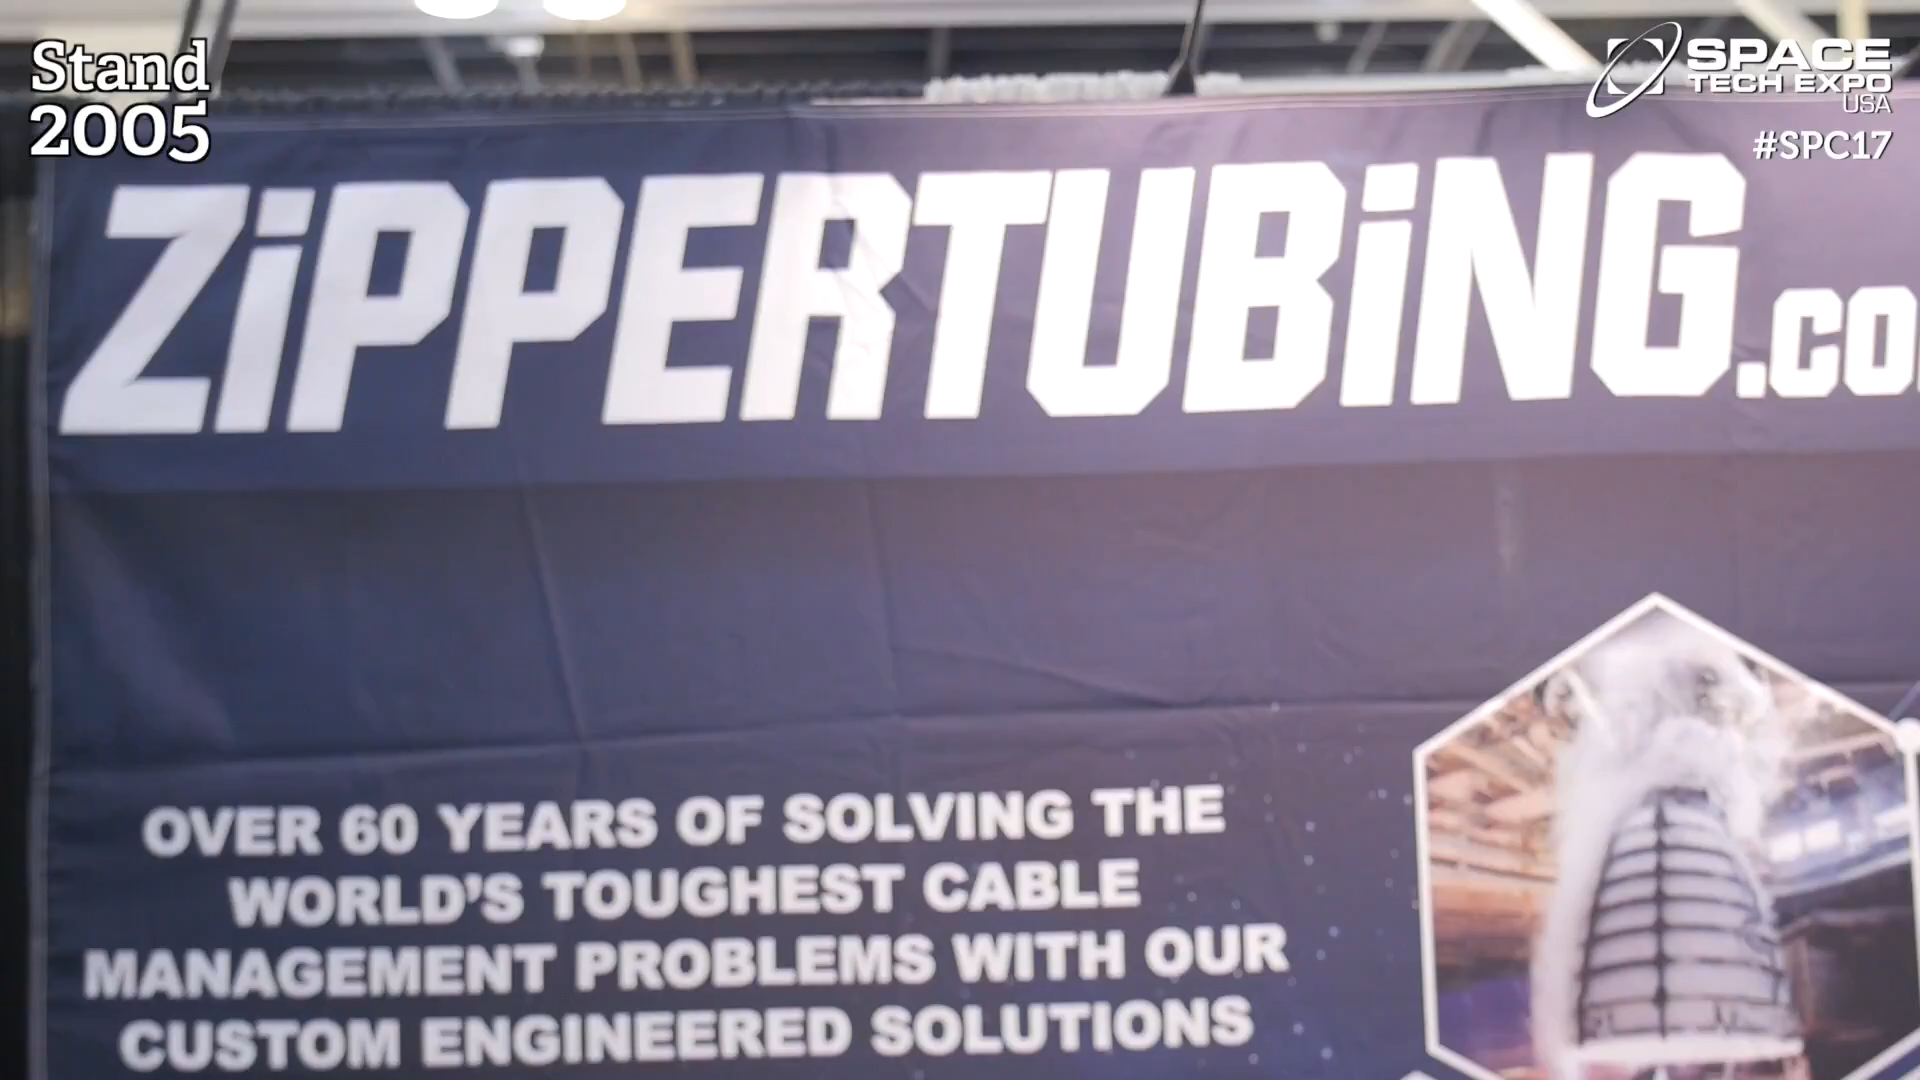 Stand
2005
SPACE
TECH EXPO
USA
#SPC17
ZiPPERTUBiNG.co
OVER 60 YEARS OF SOLVING THE
WORLD'S TOUGHEST CABLE
MANAGEMENT PROBLEMS WITH OUR
CUSTOM ENGINEERED SOLUTIONS